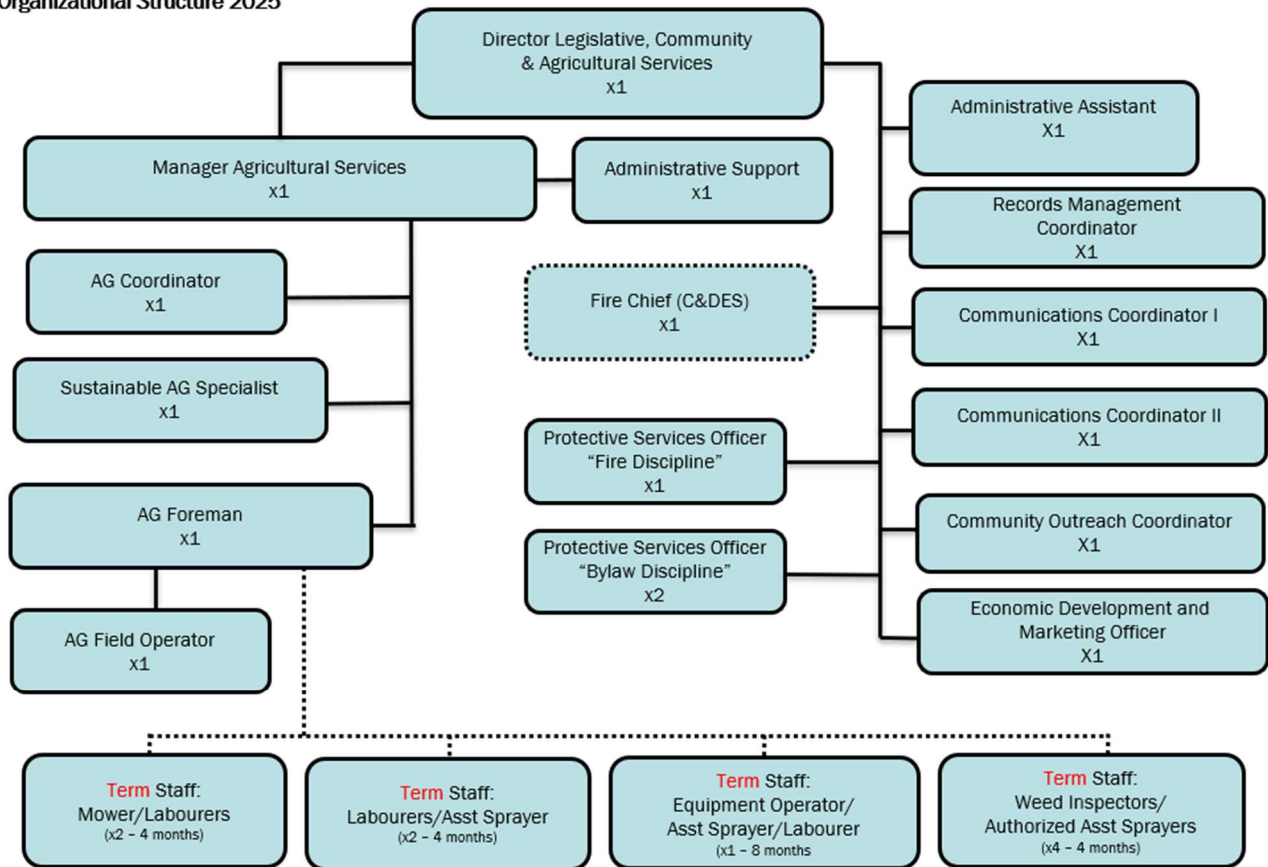 Organizational Structure 2025
Director Legislative, Community
& Agricultural Services
x1
Manager Agricultural Services
x1
Administrative Support
x1
Administrative Assistant
X1
Records Management
Coordinator
X1
AG Coordinator
x1
Fire Chief (C&DES)
x1
Communications Coordinator I
X1
Sustainable AG Specialist
x1
Communications Coordinator II
X1
Protective Services Officer
“Fire Discipline”
x1
AG Foreman
x1
Community Outreach Coordinator
X1
Protective Services Officer
“Bylaw Discipline”
x2
Economic Development and
Marketing Officer
X1
AG Field Operator
x1
Term Staff:
Mower/Labourers
(x2 – 4 months)
Term Staff:
Labourers/Asst Sprayer
(x2 – 4 months)
Term Staff:
Equipment Operator/
Asst Sprayer/Labourer
(x1 – 8 months
Term Staff:
Weed Inspectors/
Authorized Asst Sprayers
(x4 – 4 months)